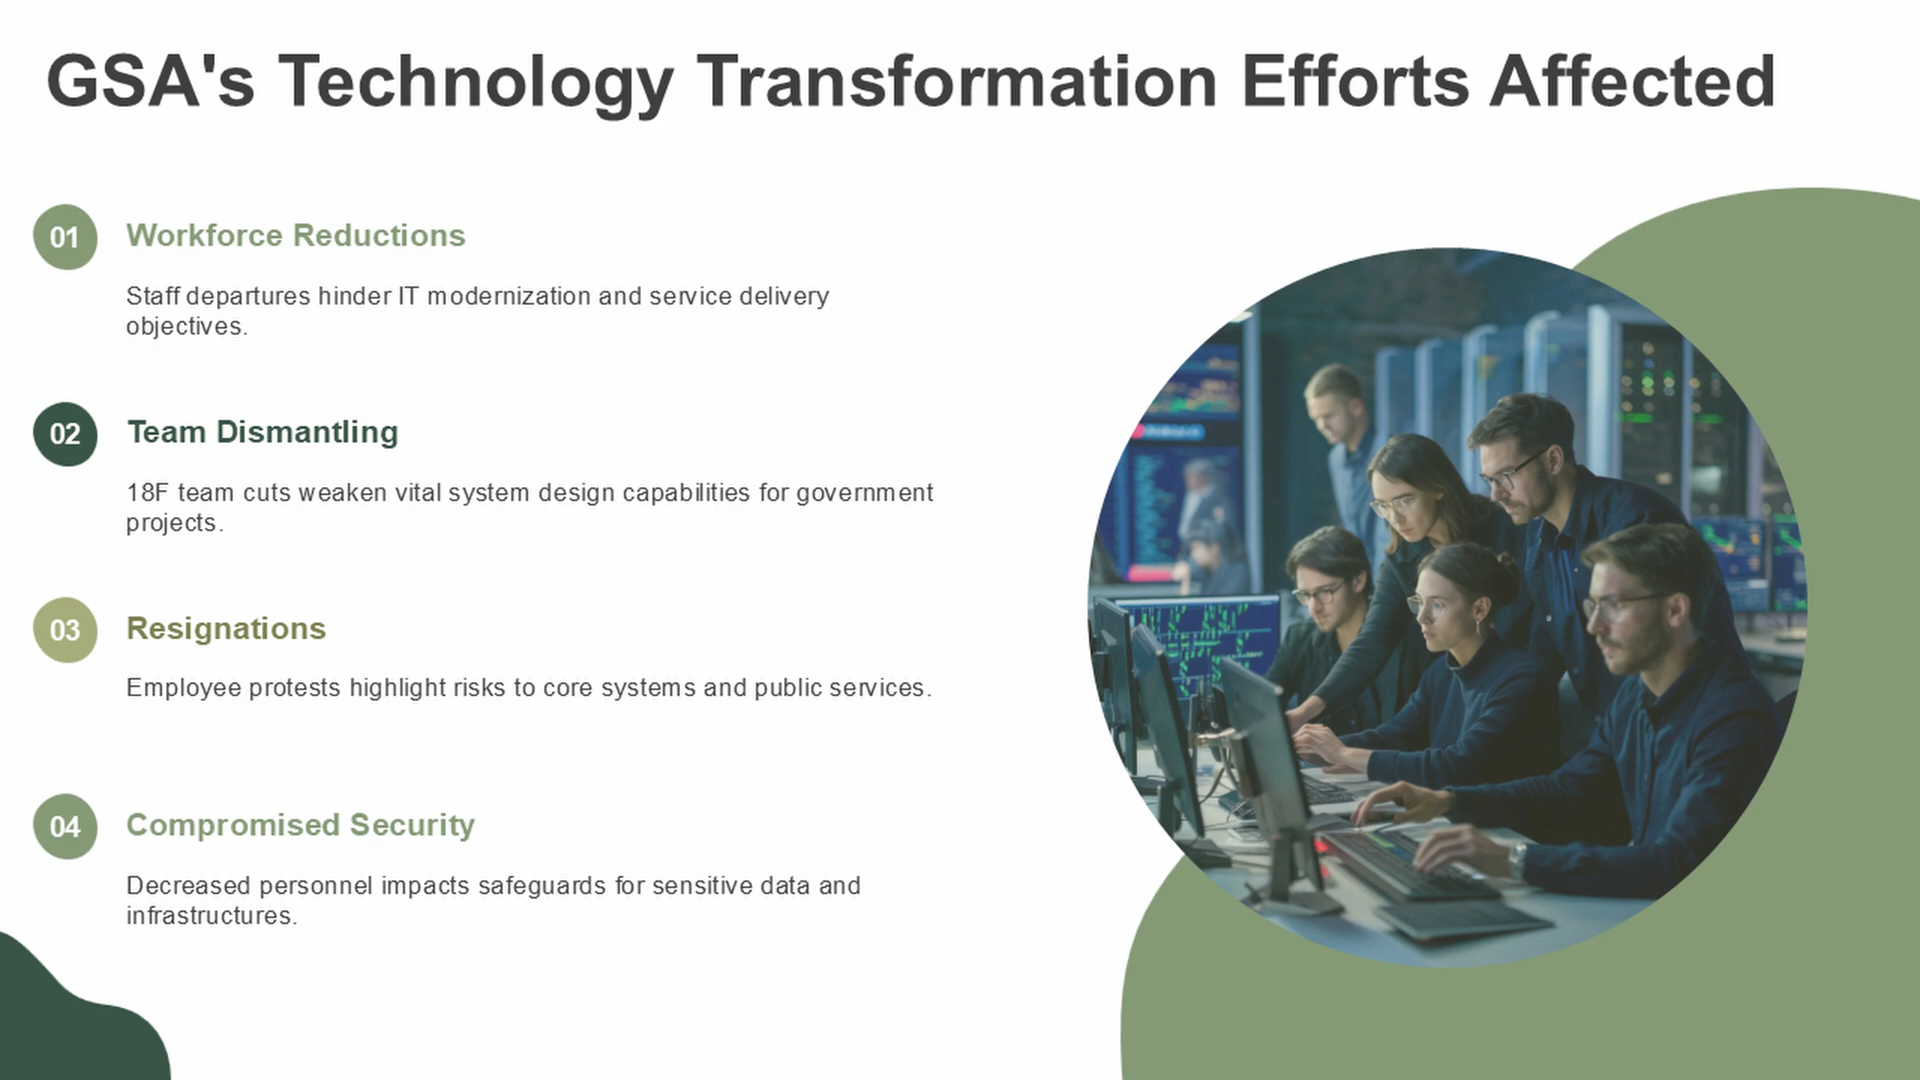 GSA's Technology Transformation Efforts Affected
01
Workforce Reductions
Staff departures hinder IT modernization and service delivery
objectives.
02
Team Dismantling
18F team cuts weaken vital system design capabilities for government
projects.
03
Resignations
Employee protests highlight risks to core systems and public services.
04
Compromised Security
Decreased personnel impacts safeguards for sensitive data and
infrastructures.